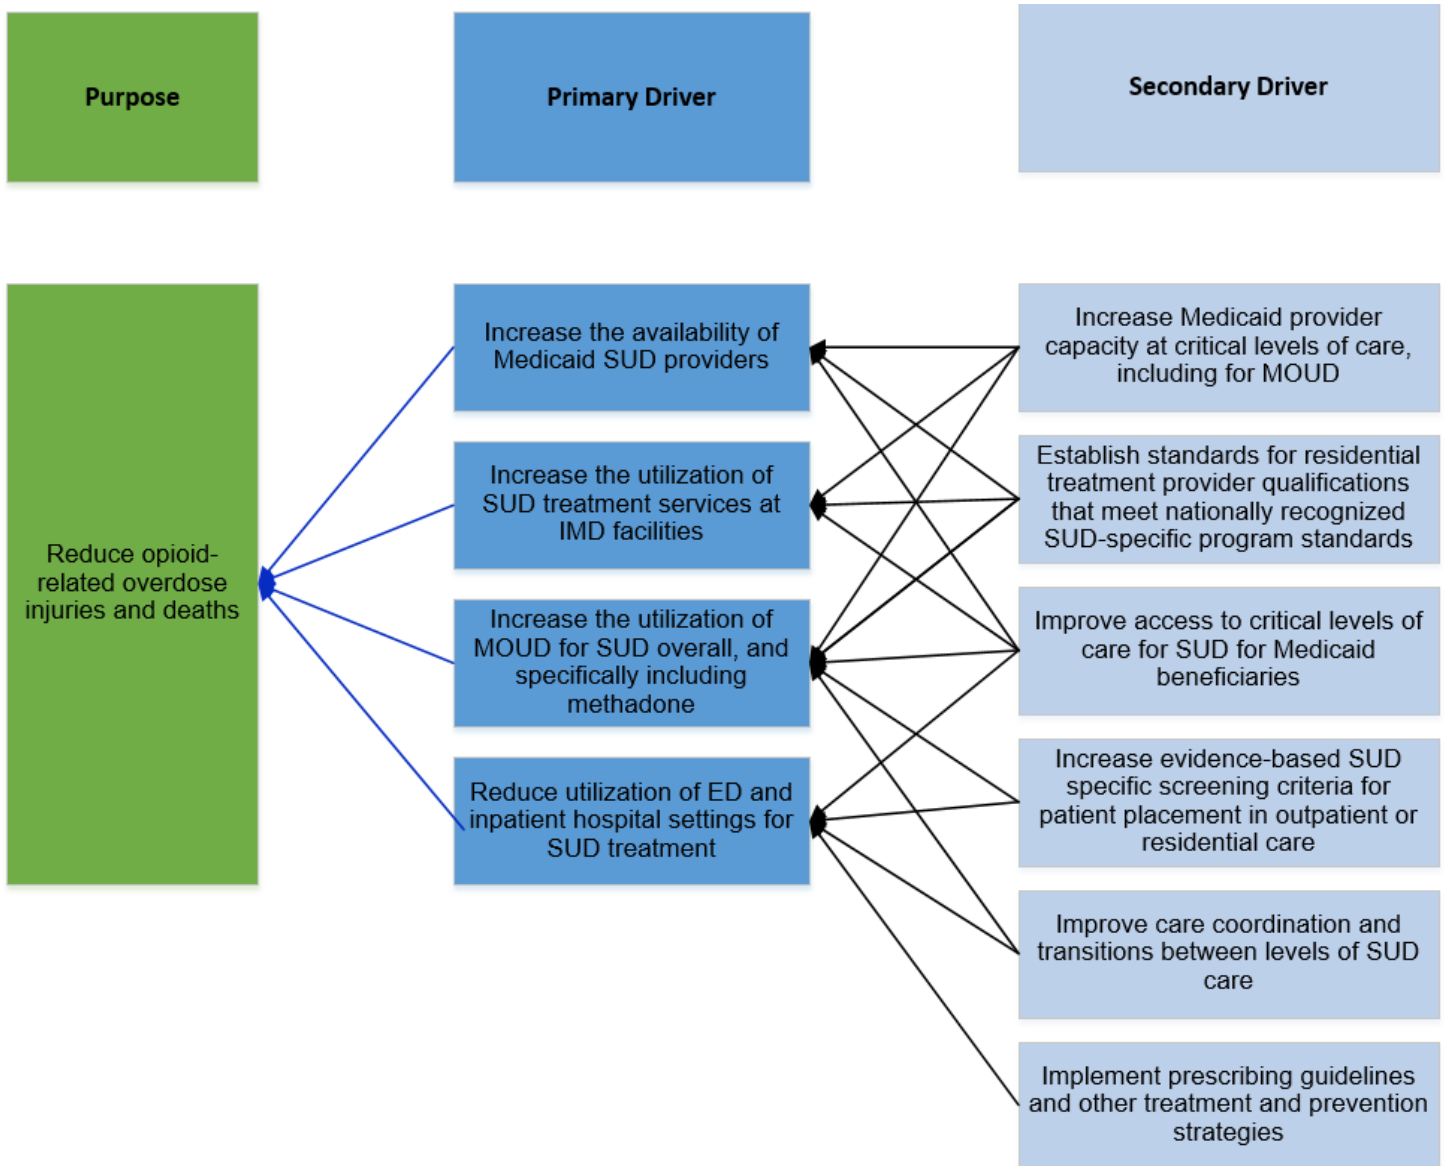 Purpose
Primary Driver
Secondary Driver
Reduce opioid-
related overdose
injuries and deaths
Increase the availability of
Medicaid SUD providers
Increase the utilization of
SUD treatment services at
IMD facilities
Increase the utilization of
MOUD for SUD overall, and
specifically including
methadone
Reduce utilization of ED and
inpatient hospital settings for
SUD treatment
Increase Medicaid provider
capacity at critical levels of care,
including for MOUD
Establish standards for residential
treatment provider qualifications
that meet nationally recognized
SUD-specific program standards
Improve access to critical levels of
care for SUD for Medicaid
beneficiaries
Increase evidence-based SUD
specific screening criteria for
patient placement in outpatient or
residential care
Improve care coordination and
transitions between levels of SUD
care
Implement prescribing guidelines
and other treatment and prevention
strategies